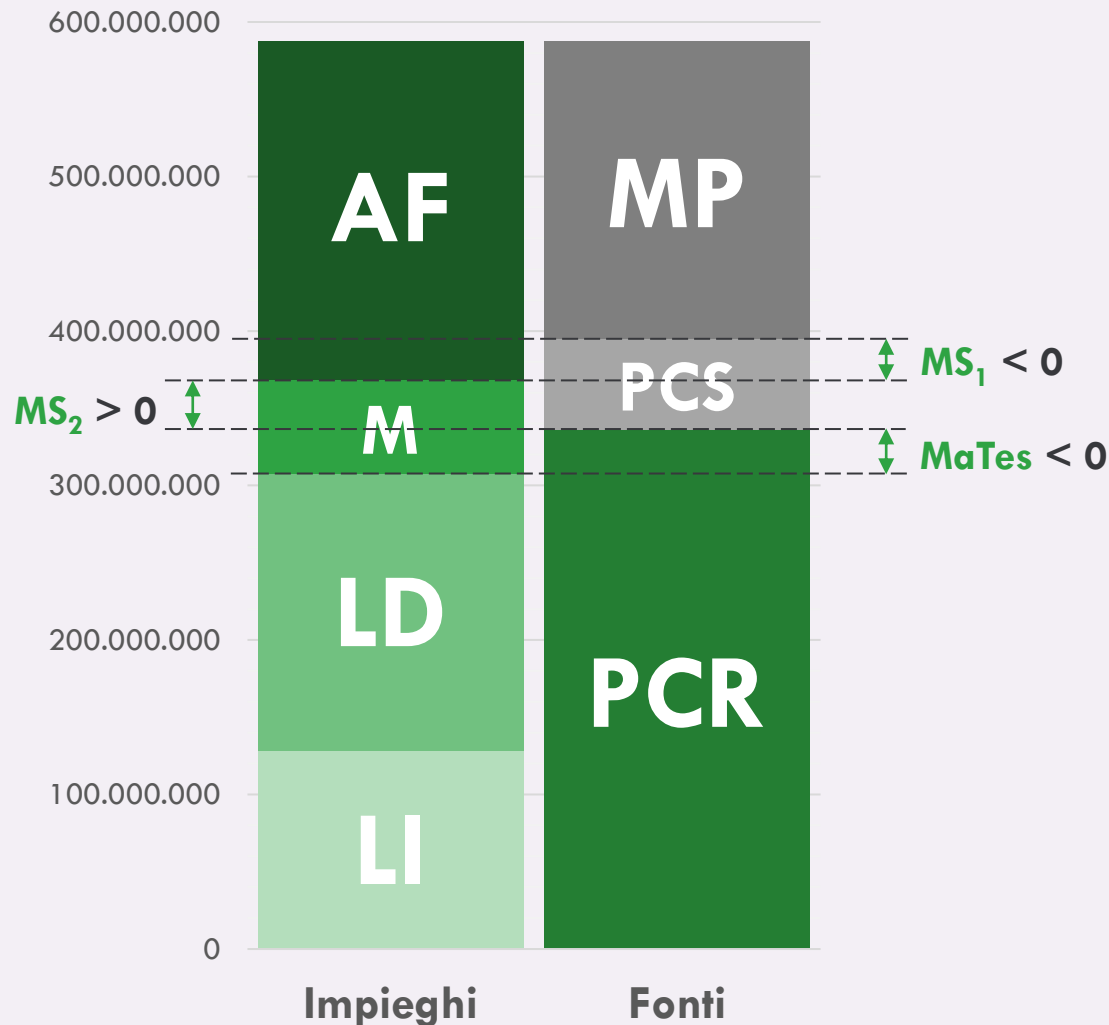 600.000.000
500.000.000
400.000.000
300.000.000
200.000.000
100.000.000
0
AF
M
LD
LI
MP
PCS
PCR
MS2 > 0
MS1 < 0
MaTes < 0
Impieghi
Fonti